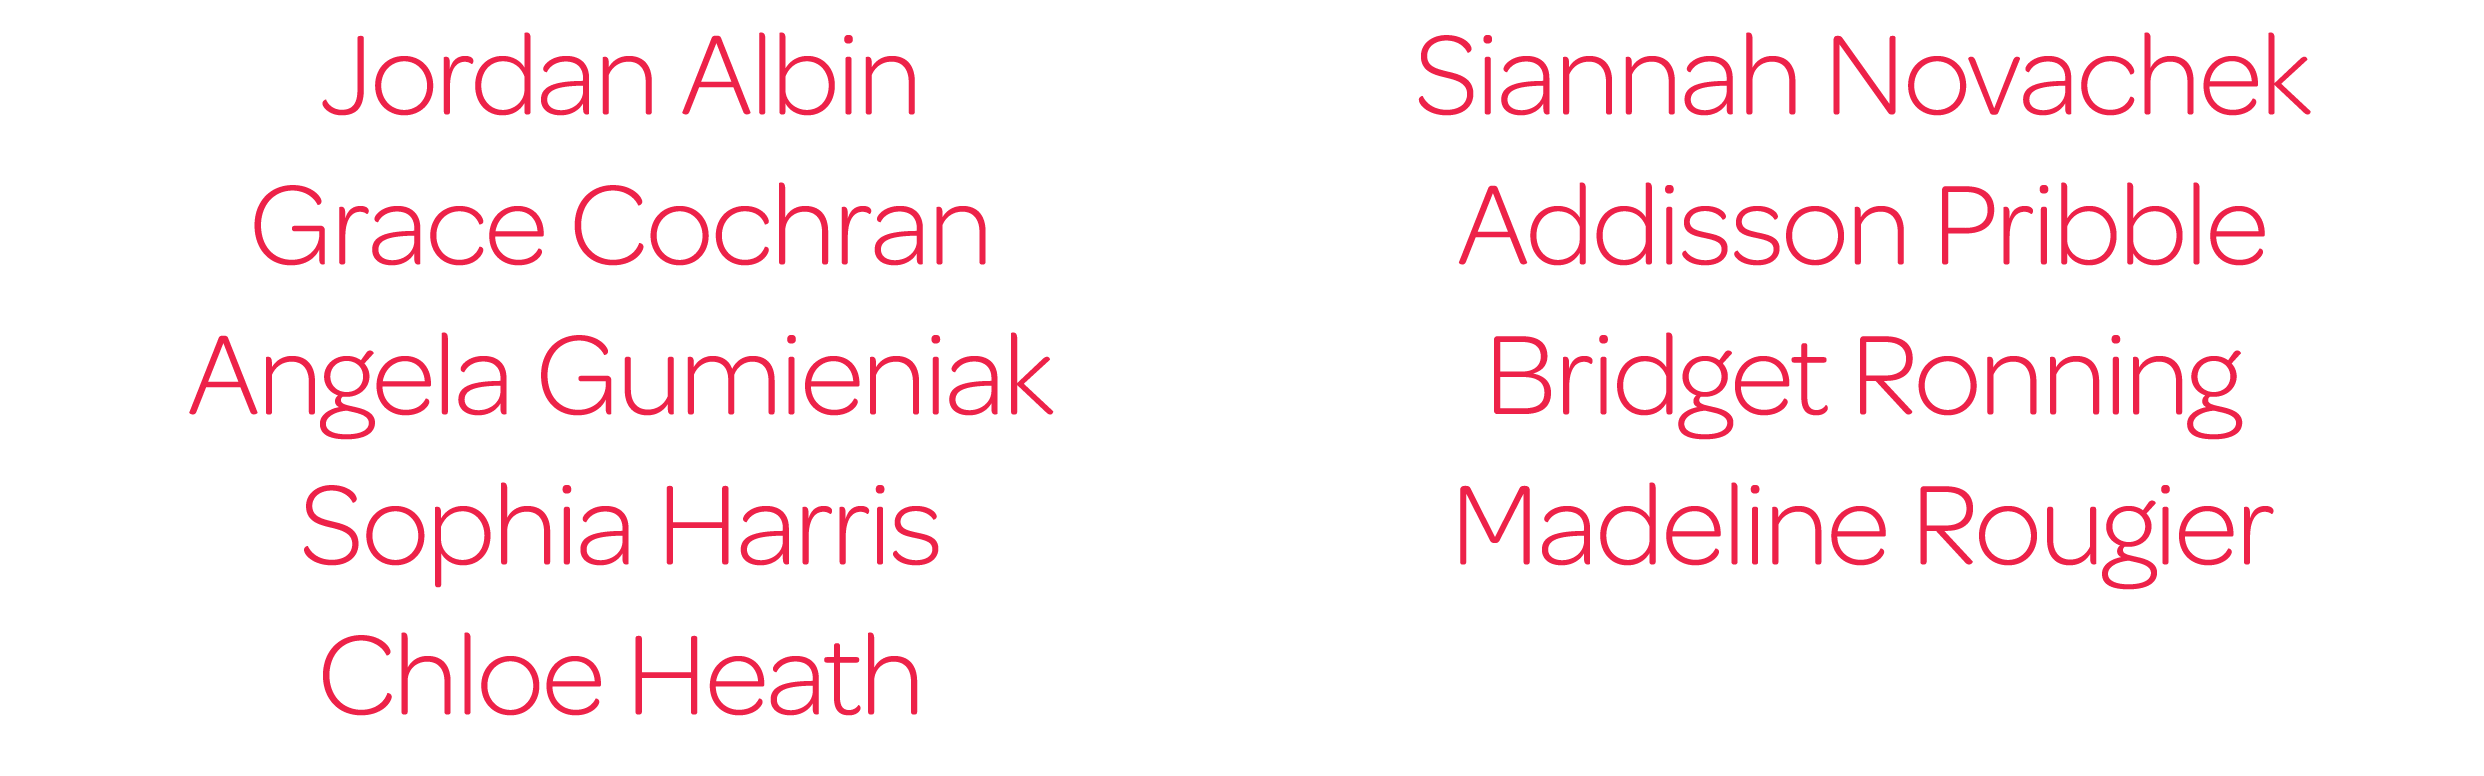 Jordan Albin
Grace Cochran
Angela Gumieniak
Sophia Harris
Chloe Heath
Siannah Novachek
Addisson Pribble
Bridget Ronning
Madeline Rougier